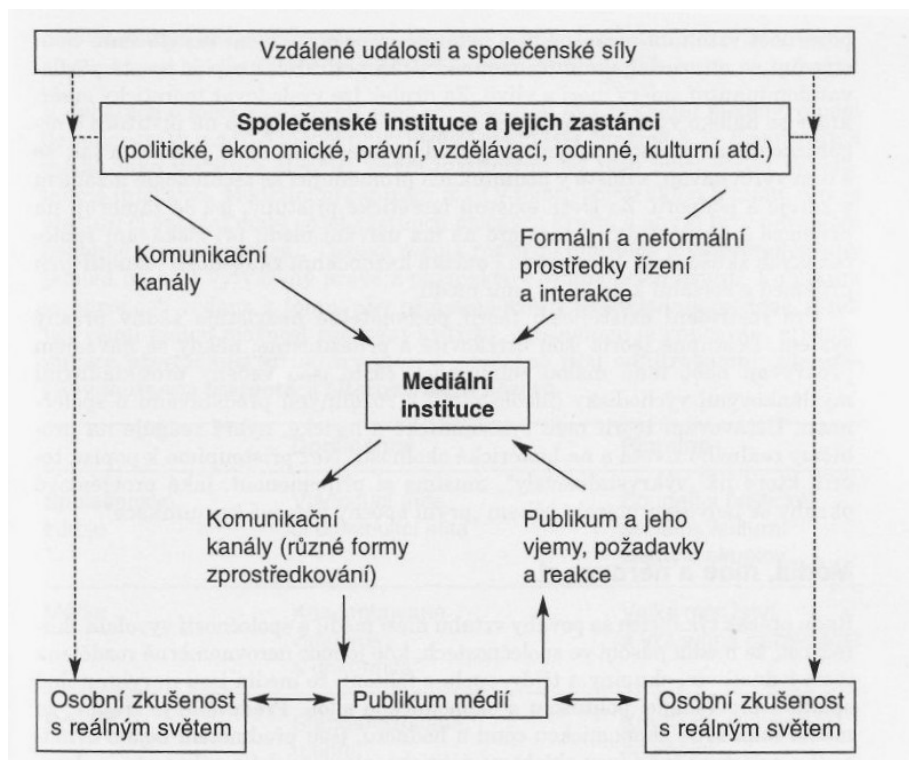 Vzdálené události a společenské síly
Společenské instituce a jejich zastánci
(politické, ekonomické, právní, vzdělávací, rodinné, kulturní atd.)
Komunikační
kanály
Formální a neformální
prostředky řízení
a interakce
Mediální
instituce
Komunikační
kanály (různé formy
zprostředkování)
Publikum a jeho
vjemy, požadavky
a reakce
Osobní zkušenost
s reálným světem
Publikum médií
Osobní zkušenost
s reálným světem